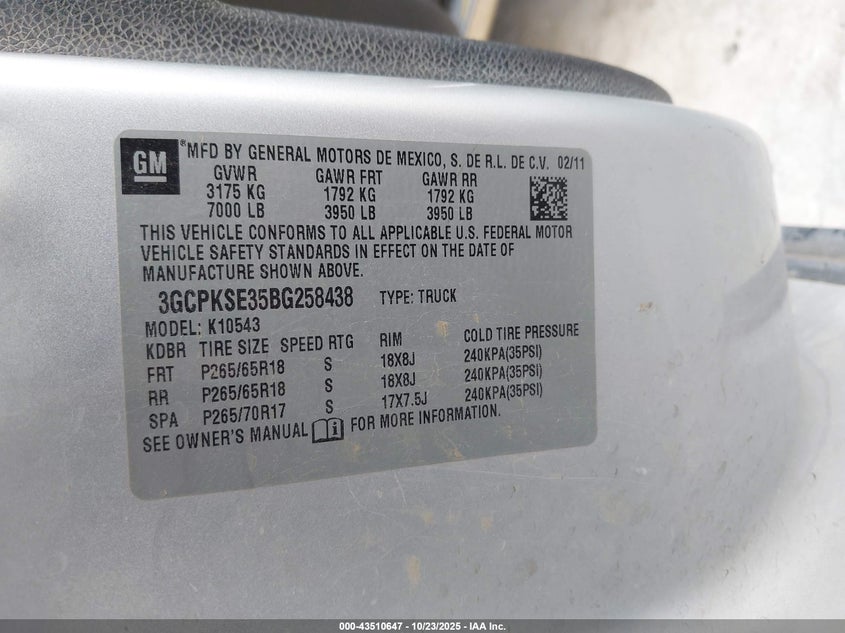 GM
®MFD BY GENERAL MOTORS DE MEXICO, S. DE R.L. DE C.V. 02/11
GVWR GAWR FRT GAWR RR
3175 KG 1792 KG 1792 KG
7000 LB 3950 LB 3950 LB
THIS VEHICLE CONFORMS TO ALL APPLICABLE U.S. FEDERAL MOTOR
VEHICLE SAFETY STANDARDS IN EFFECT ON THE DATE OF
MANUFACTURE SHOWN ABOVE.
3GCPKSE35BG258438 TYPE: TRUCK
MODEL: K10543
KDBR TIRE SIZE SPEED RTG RIM COLD TIRE PRESSURE
FRT P265/65R18 S 18X8J 240KPA(35PSI)
RR P265/65R18 S 18X8J 240KPA(35PSI)
SPA P265/70R17 S 17X7.5J 240KPA(35PSI)
SEE OWNER'S MANUAL FOR MORE INFORMATION.
000-43510647 - 10/23/2025 - IAA Inc.